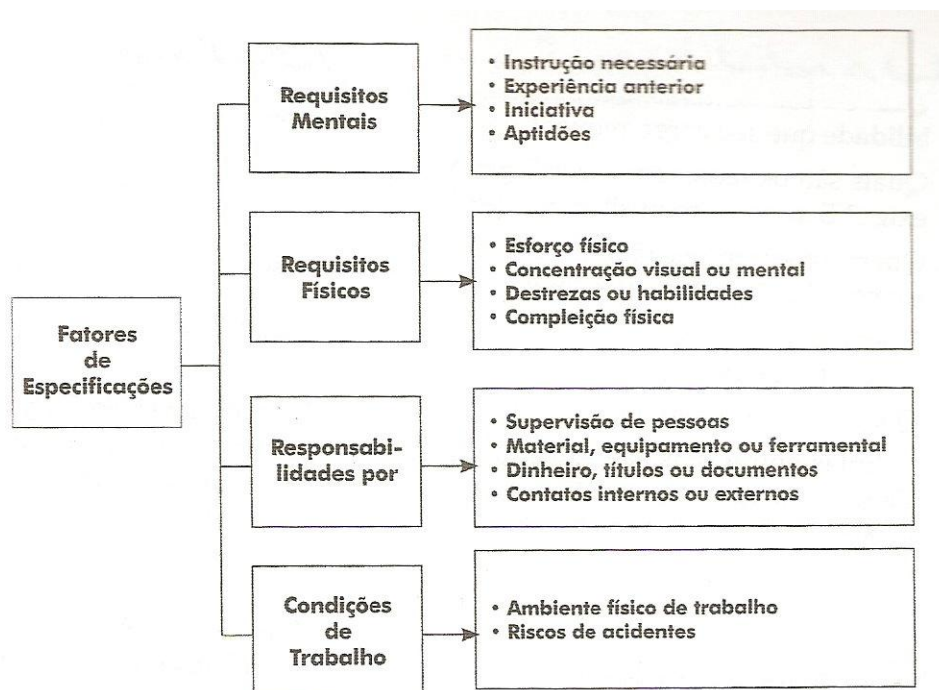 Requisitos
Mentais
• Instrução necessária
• Experiência anterior
• Iniciativa
• Aptidões
Requisitos
Físicos
• Esforço físico
• Concentração visual ou mental
• Destrezas ou habilidades
• Compleição física
Fatores
de
Especificações
Responsabi-
lidades por
• Supervisão de pessoas
• Material, equipamento ou ferramental
• Dinheiro, títulos ou documentos
• Contatos internos ou externos
Condições
de
Trabalho
• Ambiente físico de trabalho
• Riscos de acidentes